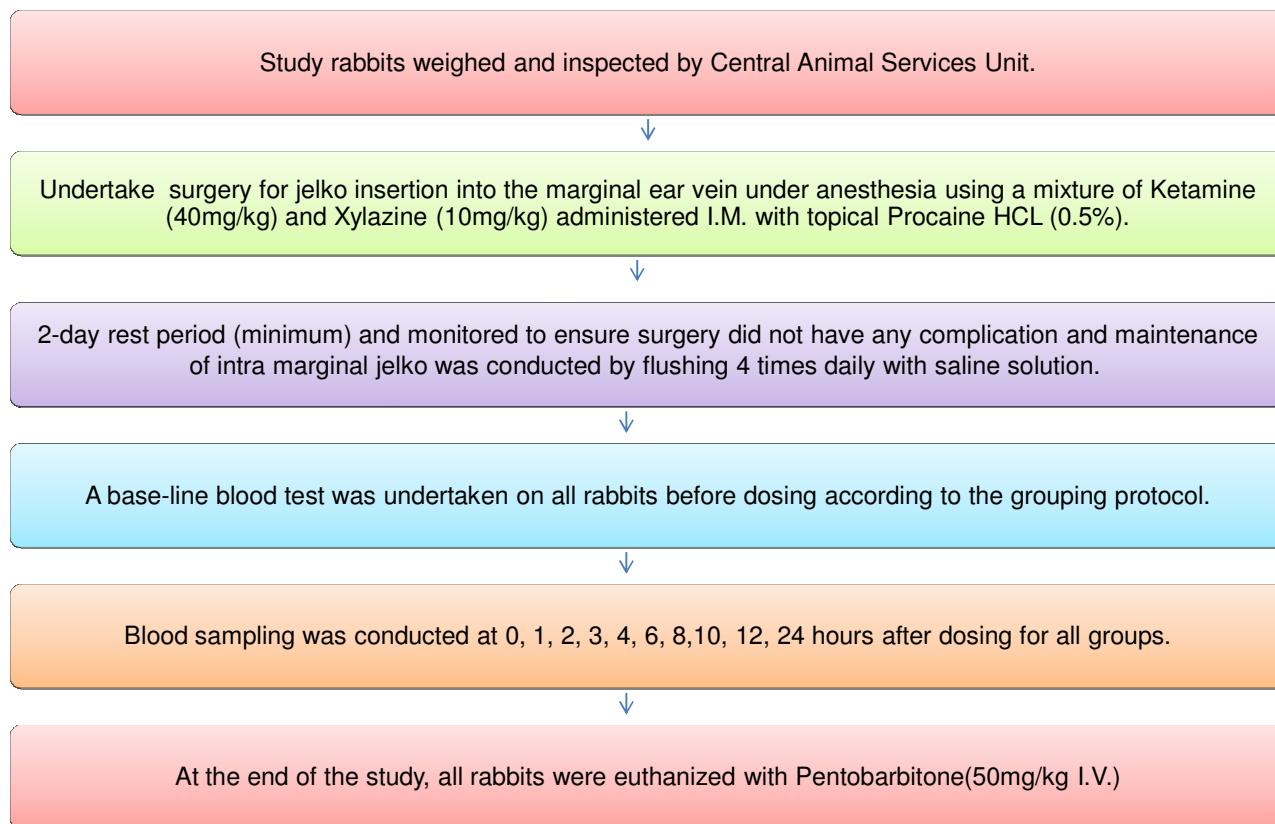 Study rabbits weighed and inspected by Central Animal Services Unit.
Undertake  surgery for jelko insertion into the marginal ear vein under anesthesia using a mixture of Ketamine
(40mg/kg) and Xylazine (10mg/kg) administered I.M. with topical Procaine HCL (0.5%).
2-day rest period (minimum) and monitored to ensure surgery did not have any complication and maintenance
of intra marginal jelko was conducted by flushing 4 times daily with saline solution.
A base-line blood test was undertaken on all rabbits before dosing according to the grouping protocol.
Blood sampling was conducted at 0, 1, 2, 3, 4, 6, 8,10, 12, 24 hours after dosing for all groups.
At the end of the study, all rabbits were euthanized with Pentobarbitone(50mg/kg I.V.)